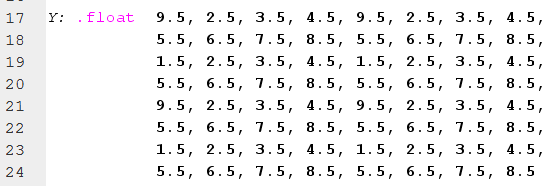 17 Y: .float 9.5, 2.5, 3.5, 4.5, 9.5, 2.5, 3.5, 4.5,
18 5.5, 6.5, 7.5, 8.5, 5.5, 6.5, 7.5, 8.5,
19 1.5, 2.5, 3.5, 4.5, 1.5, 2.5, 3.5, 4.5,
20 5.5, 6.5, 7.5, 8.5, 5.5, 6.5, 7.5, 8.5,
21 9.5, 2.5, 3.5, 4.5, 9.5, 2.5, 3.5, 4.5,
22 5.5, 6.5, 7.5, 8.5, 5.5, 6.5, 7.5, 8.5,
23 1.5, 2.5, 3.5, 4.5, 1.5, 2.5, 3.5, 4.5,
24 5.5, 6.5, 7.5, 8.5, 5.5, 6.5, 7.5, 8.5